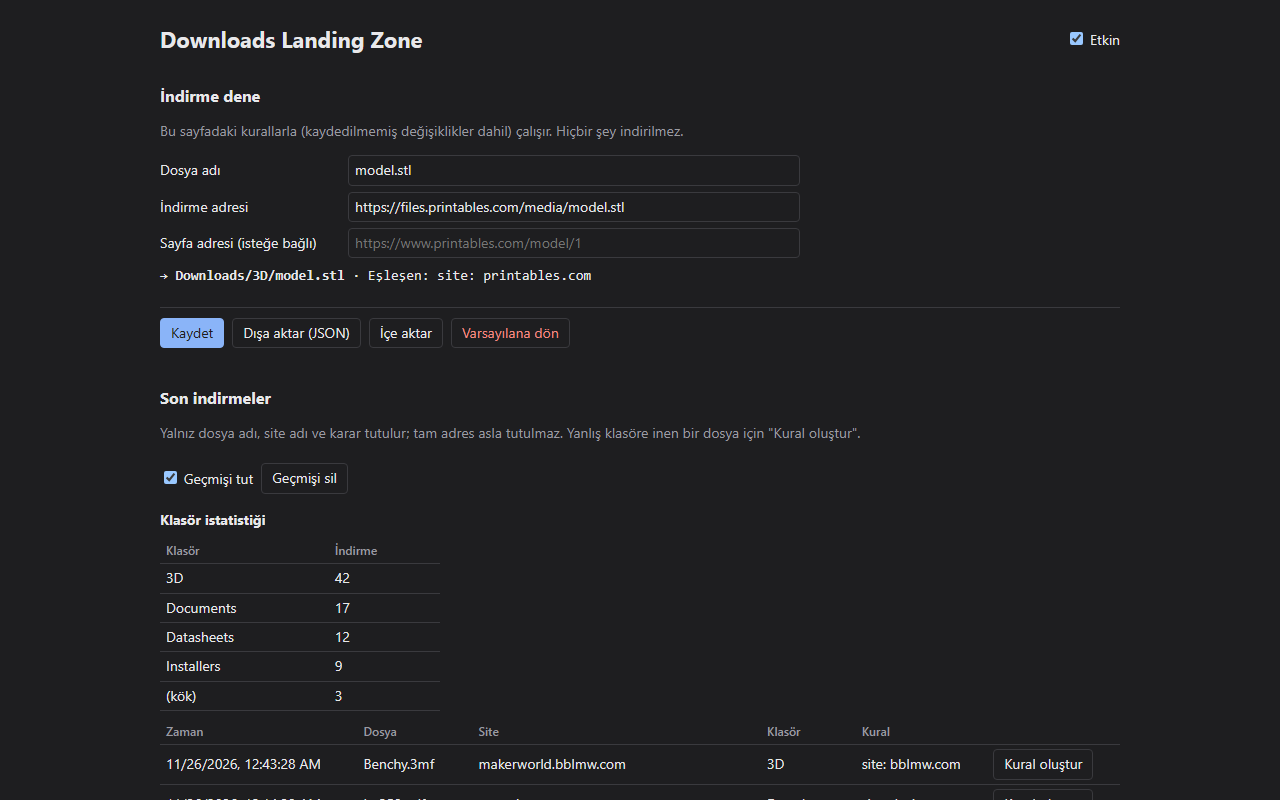 Downloads Landing Zone
Etkin
İndirme dene
Bu sayfadaki kurallarla (kaydedilmemiş değişiklikler dahil) çalışır. Hiçbir şey indirilmez.
Dosya adı model.stl
İndirme adresi https://files.printables.com/media/model.stl
Sayfa adresi (isteğe bağlı) https://www.printables.com/model/1
→ Downloads/3D/model.stl · Eşleşen: site: printables.com
Kaydet Dışa aktar (JSON) İçe aktar Varsayılana dön
Son indirmeler
Yalnız dosya adı, site adı ve karar tutulur; tam adres asla tutulmaz. Yanlış klasöre inen bir dosya için "Kural oluştur".
Geçmişi tut Geçmişi sil
Klasör istatistiği
Klasör İndirme
3D 42
Documents 17
Datasheets 12
Installers 9
(kök) 3
Zaman Dosya Site Klasör Kural
11/26/2026, 12:43:28 AM Benchy.3mf makerworld.bblmw.com 3D site: bblmw.com Kural oluştur